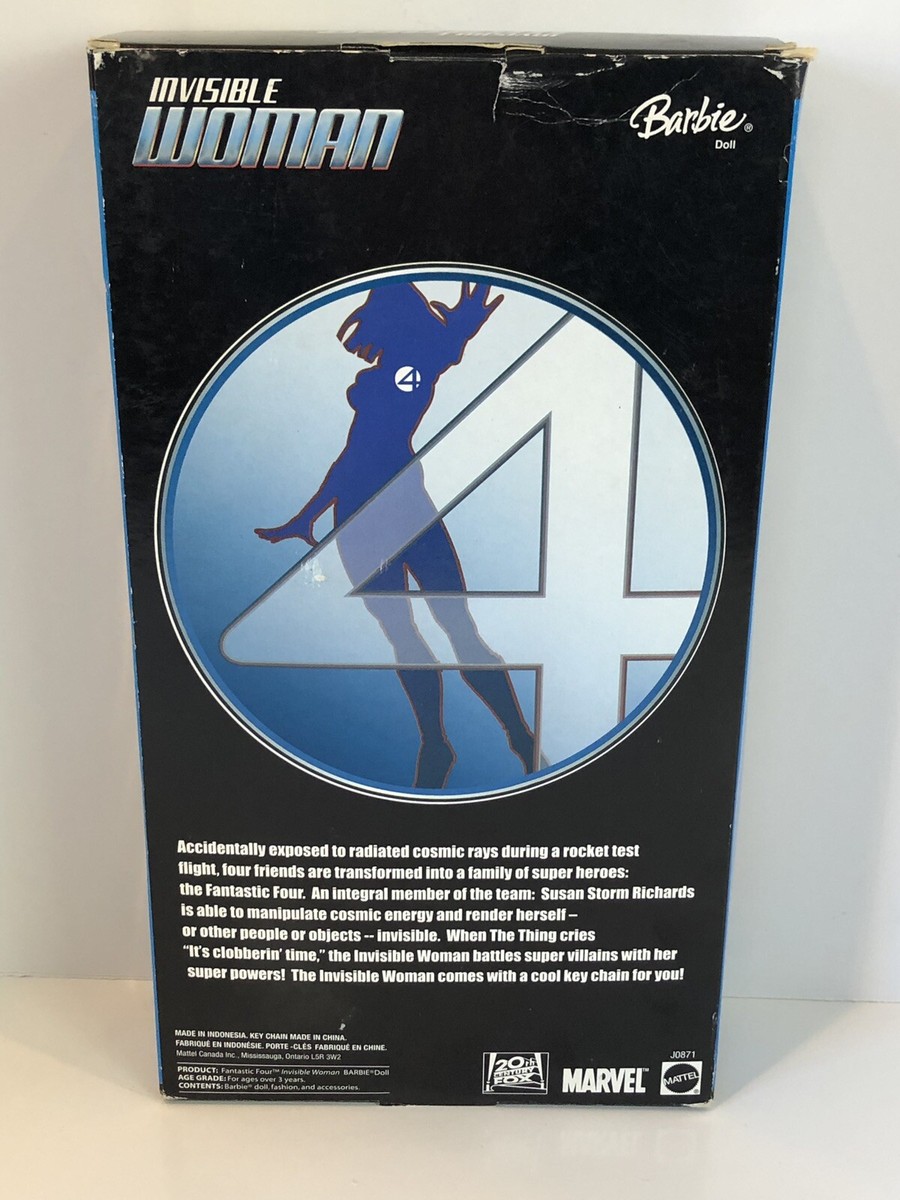 INVISIBLE
WOMAN
Barbie®
Doll
4
4
Accidentally exposed to radiated cosmic rays during a rocket test
flight, four friends are transformed into a family of super heroes:
the Fantastic Four. An integral member of the team: Susan Storm Richards
is able to manipulate cosmic energy and render herself –
or other people or objects -- invisible. When The Thing cries
“It's clobberin' time,” the Invisible Woman battles super villains with her
super powers! The Invisible Woman comes with a cool key chain for you!
MADE IN INDONESIA. KEY CHAIN MADE IN CHINA.
FABRIQUÉ EN INDONÉSIE. PORTE -CLÉS FABRIQUÉ EN CHINE.
Mattel Canada Inc., Mississauga, Ontario L5R 3W2
PRODUCT: Fantastic Four™ Invisible Woman BARBIE® Doll
AGE GRADE: For ages over 3 years.
CONTENTS: Barbie® doll, fashion, and accessories.
20th
CENTURY
FOX
MARVEL™
J0871
MATTEL®